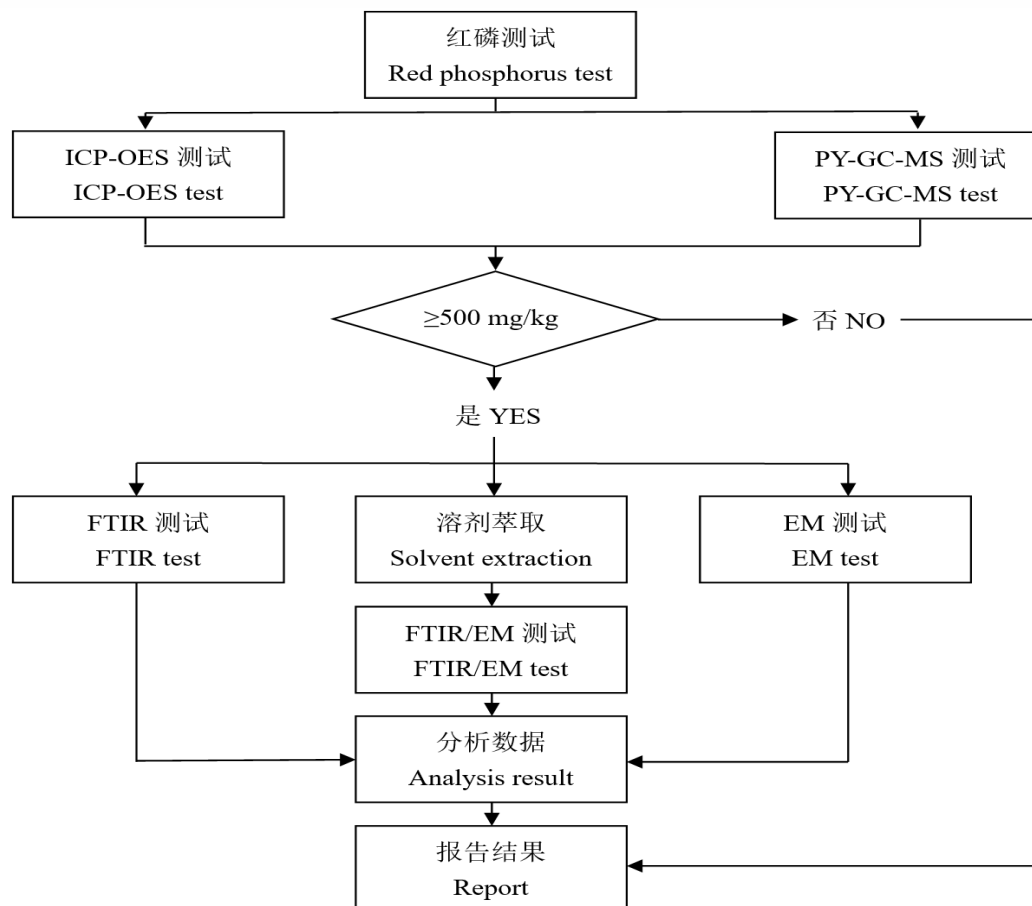 红磷测试
Red phosphorus test
ICP-OES 测试
ICP-OES test
PY-GC-MS 测试
PY-GC-MS test
≥500 mg/kg
否 NO
是 YES
FTIR 测试
FTIR test
溶剂萃取
Solvent extraction
EM 测试
EM test
FTIR/EM 测试
FTIR/EM test
分析数据
Analysis result
报告结果
Report